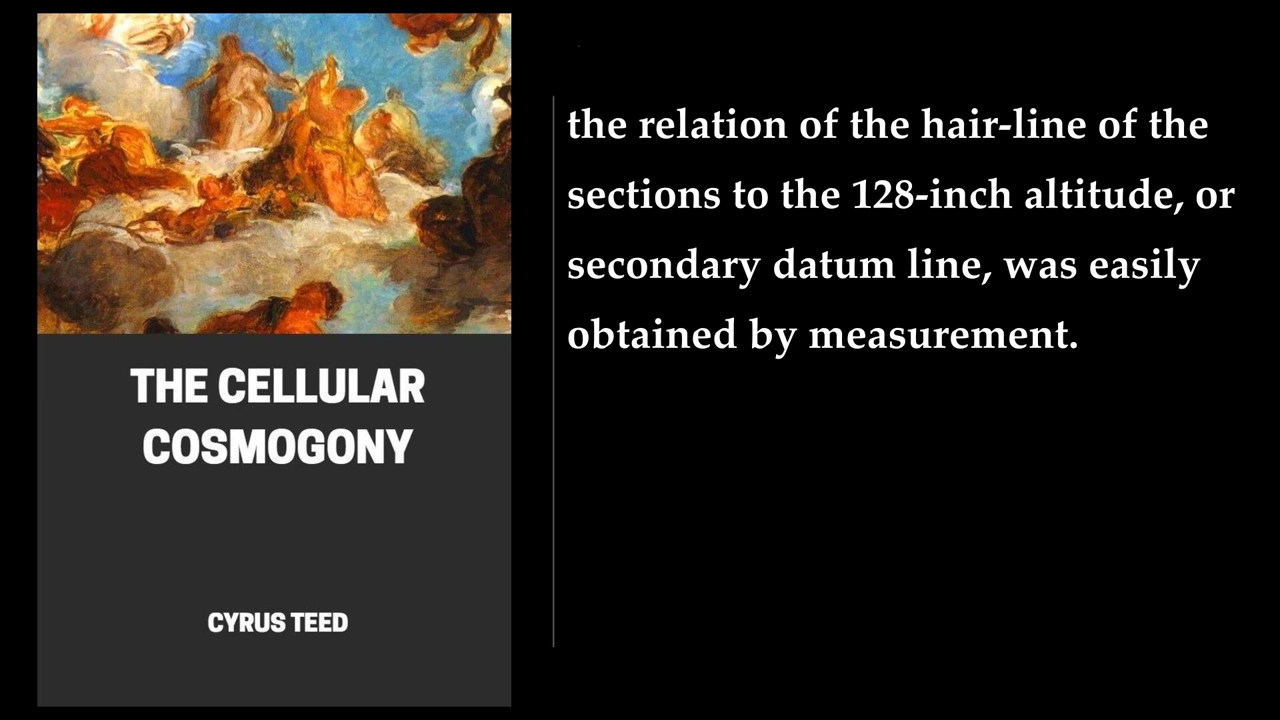 THE CELLULAR
COSMOGONY
CYRUS TEED
the relation of the hair-line of the
sections to the 128-inch altitude, or
secondary datum line, was easily
obtained by measurement.